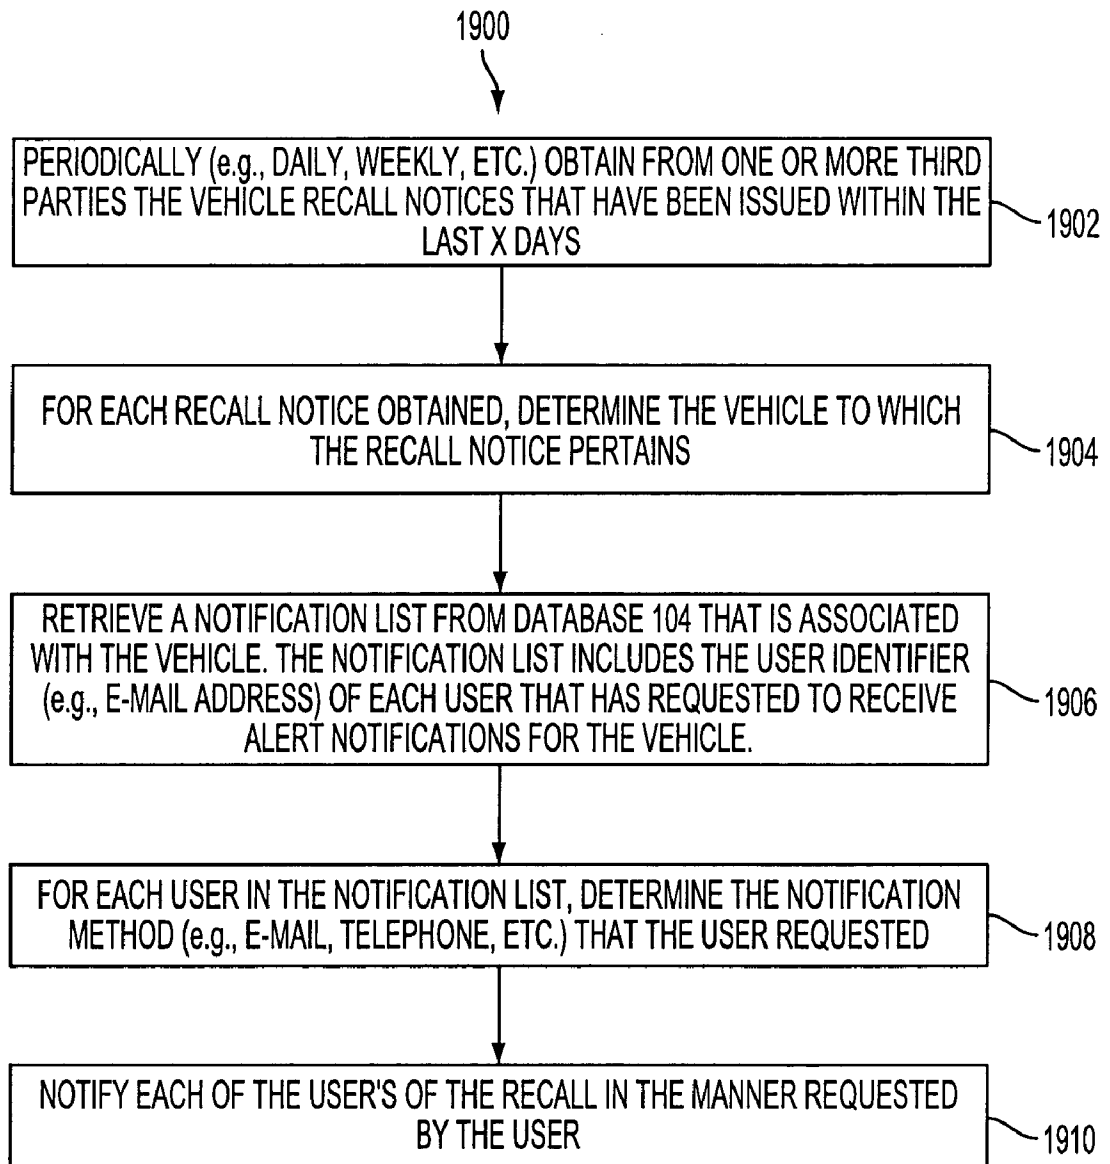 1900
PERIODICALLY (e.g., DAILY, WEEKLY, ETC.) OBTAIN FROM ONE OR MORE THIRD
PARTIES THE VEHICLE RECALL NOTICES THAT HAVE BEEN ISSUED WITHIN THE
LAST X DAYS
1902
FOR EACH RECALL NOTICE OBTAINED, DETERMINE THE VEHICLE TO WHICH
THE RECALL NOTICE PERTAINS
1904
RETRIEVE A NOTIFICATION LIST FROM DATABASE 104 THAT IS ASSOCIATED
WITH THE VEHICLE. THE NOTIFICATION LIST INCLUDES THE USER IDENTIFIER
(e.g., E-MAIL ADDRESS) OF EACH USER THAT HAS REQUESTED TO RECEIVE
ALERT NOTIFICATIONS FOR THE VEHICLE.
1906
FOR EACH USER IN THE NOTIFICATION LIST, DETERMINE THE NOTIFICATION
METHOD (e.g., E-MAIL, TELEPHONE, ETC.) THAT THE USER REQUESTED
1908
NOTIFY EACH OF THE USER'S OF THE RECALL IN THE MANNER REQUESTED
BY THE USER
1910